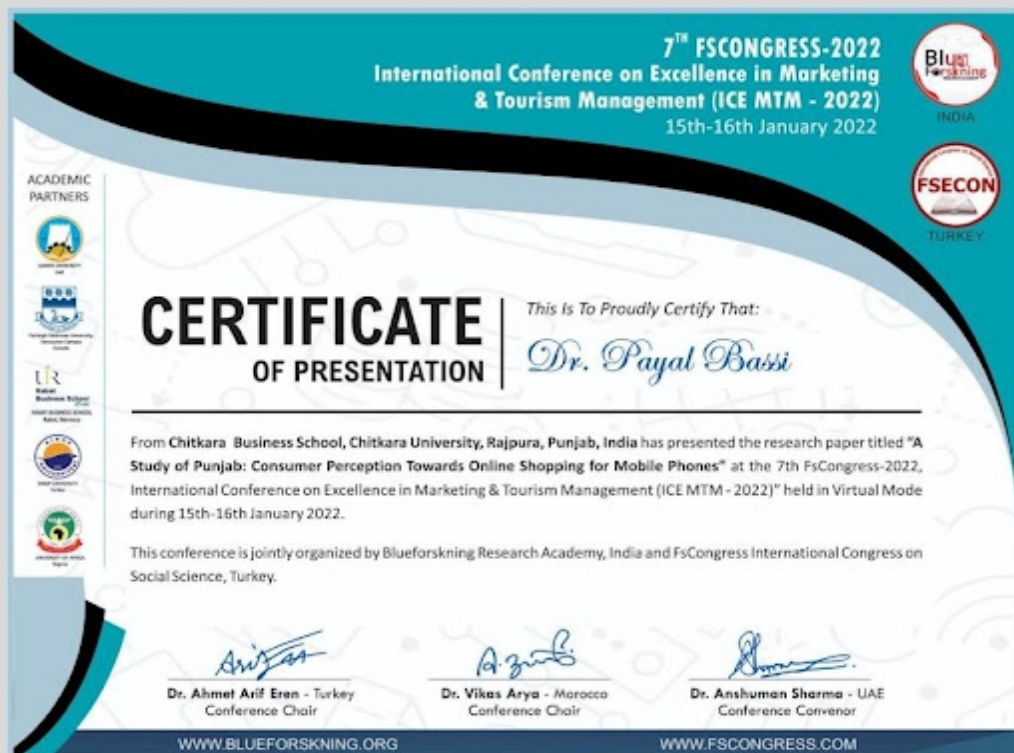 7TH FSCONGRESS-2022
International Conference on Excellence in Marketing
& Tourism Management (ICE MTM - 2022)
15th-16th January 2022
Blue
Forskning
INDIA
FSECON
TURKEY
ACADEMIC
PARTNERS
UIR
Rabat
Business School
CERTIFICATE
OF PRESENTATION
This Is To Proudly Certify That:
Dr. Payal Bassi
From Chitkara Business School, Chitkara University, Rajpura, Punjab, India has presented the research paper titled "A
Study of Punjab: Consumer Perception Towards Online Shopping for Mobile Phones" at the 7th FsCongress-2022,
International Conference on Excellence in Marketing & Tourism Management (ICE MTM - 2022)" held in Virtual Mode
during 15th-16th January 2022.
This conference is jointly organized by Blueforskning Research Academy, India and FsCongress International Congress on
Social Science, Turkey.
Dr. Ahmet Arif Eren - Turkey
Conference Chair
Dr. Vikas Arya - Morocco
Conference Chair
Dr. Anshuman Sharma - UAE
Conference Convenor
WWW.BLUEFORSKNING.ORG
WWW.FSCONGRESS.COM